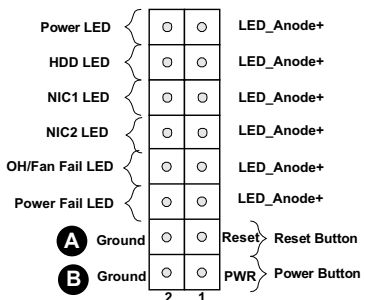 Power LED LED_Anode+
HDD LED LED_Anode+
NIC1 LED LED_Anode+
NIC2 LED LED_Anode+
OH/Fan Fail LED LED_Anode+
Power Fail LED LED_Anode+
A Ground Reset Reset Button
B Ground PWR Power Button
2 1